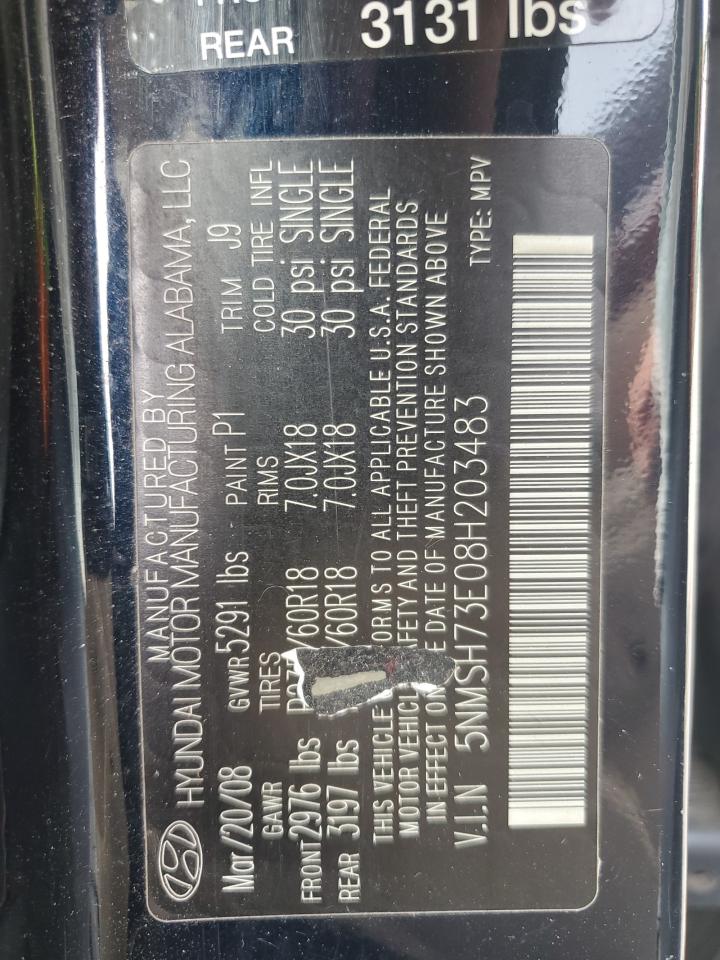 REAR 3131 lbs
MANUFACTURED BY
HYUNDAI MOTOR MANUFACTURING ALABAMA, LLC
Mar/20/08 GVWR 5291 lbs PAINT P1 TRIM J9
GAWR TIRES RIMS COLD TIRE INFL
FRONT 2976 lbs /60R18 7.0JX18 30 psi SINGLE
REAR 3197 lbs /60R18 7.0JX18 30 psi SINGLE
THIS VEHICLE ORMS TO ALL APPLICABLE U.S.A. FEDERAL
MOTOR VEHICL FETY AND THEFT PREVENTION STANDARDS
IN EFFECT ON E DATE OF MANUFACTURE SHOWN ABOVE
V.I.N 5NMSH73E08H203483 TYPE: MPV